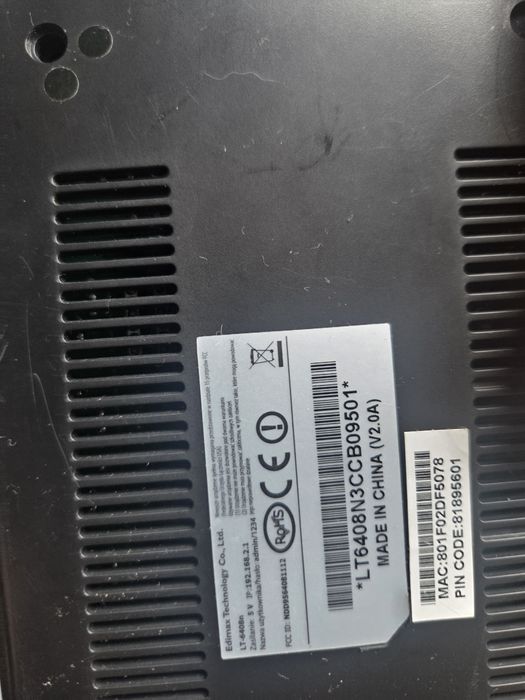 Edimax Technology Co., Ltd.
LT-6408n
Zasilanie: 5 V IP:192.168.2.1
Nazwa użytkownika/hasło: admin/1234
FCC ID: NDD9564081112
RoHS
CE
*LT6408N3CCB09501*
MADE IN CHINA (V2.0A)
MAC:801F02DF5078
PIN CODE:81895601